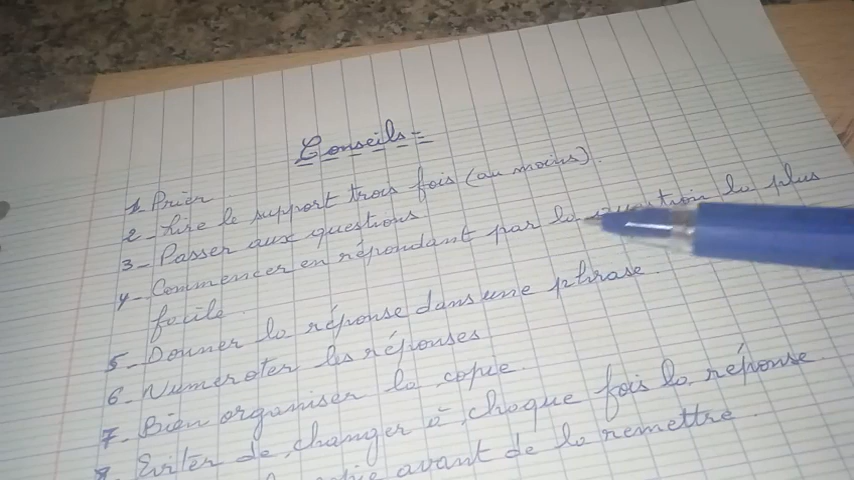 Conseils
1. Prier
2 - Lire le support trois fois (au moins).
3 - Passer aux questions
4 - Commencer en répondant par la question la plus
facile.
5 - Donner la réponse dans une phrase.
6 - Numeroter les réponses
7 - Bien organiser la copie.
8 - Eviter de changer à chaque fois la réponse
avant de la remettre.